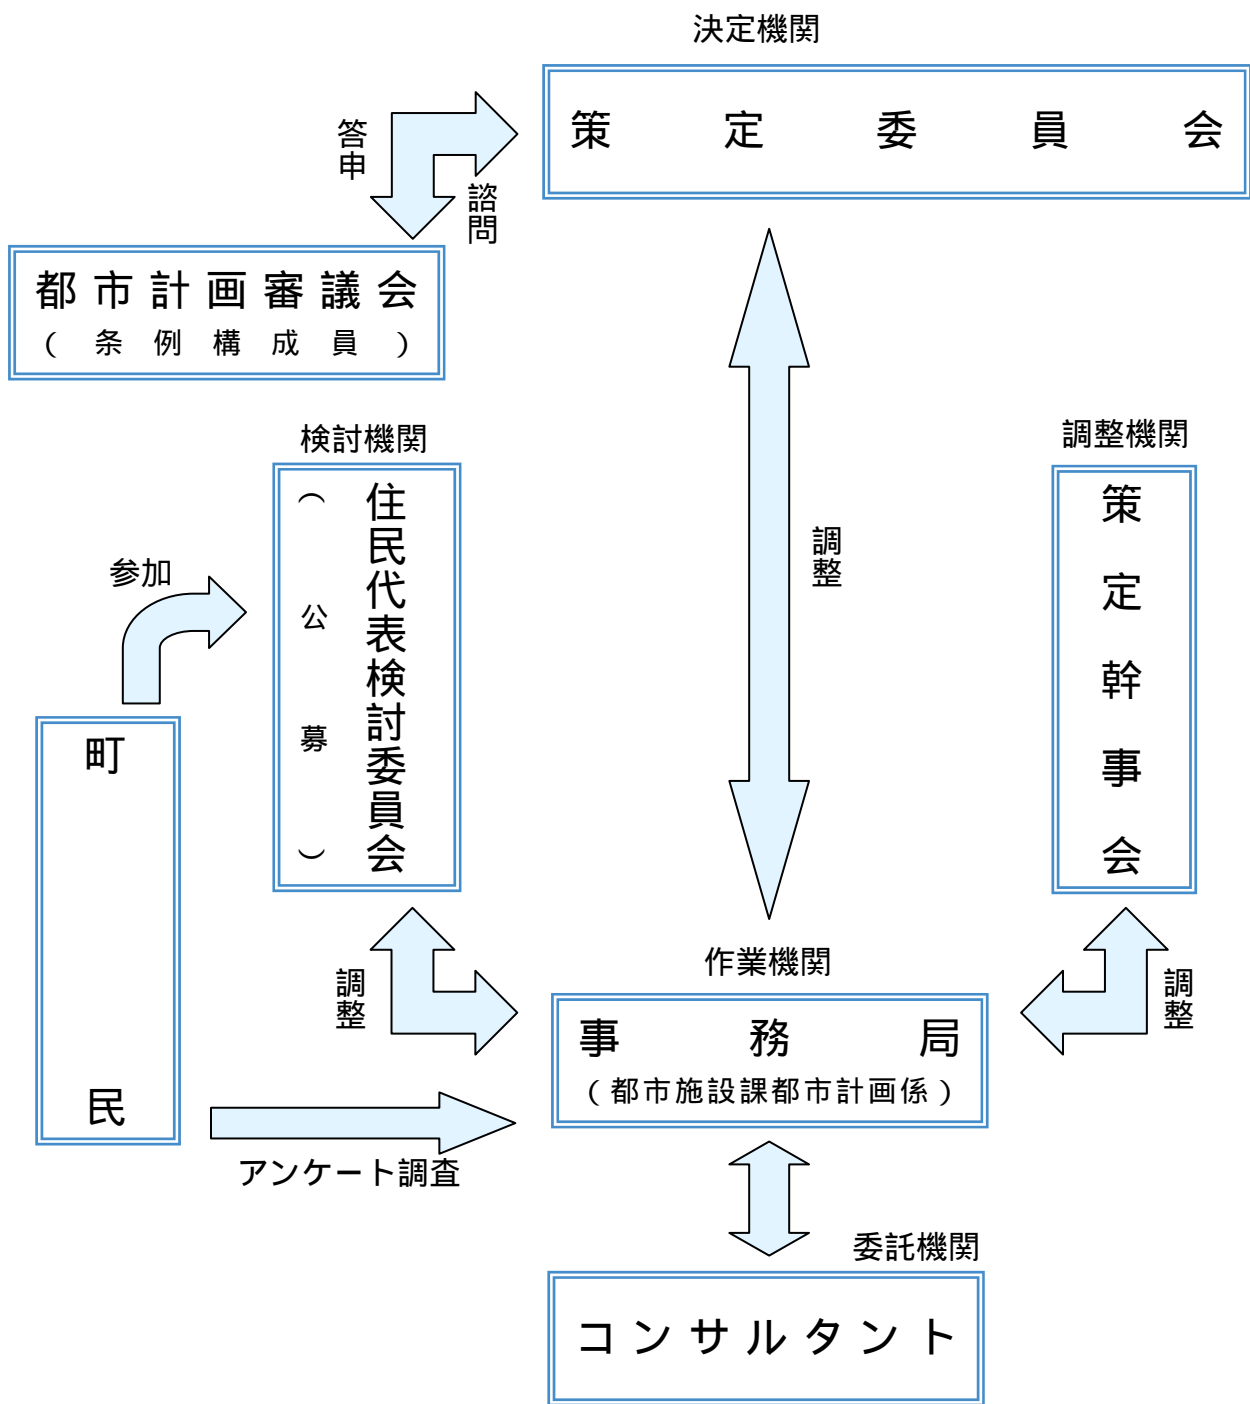 決定機関
策定委員会
答申
諮問
都市計画審議会
(条例構成員)
検討機関
住民代表検討委員会
(公募)
調整機関
策定幹事会
参加
調整
町民
作業機関
調整
調整
事務局
(都市施設課都市計画係)
アンケート調査
委託機関
コンサルタント